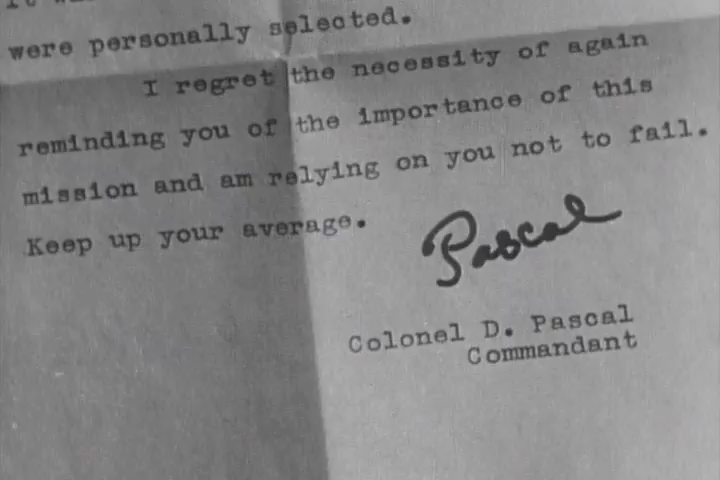 were personally selected.
I regret the necessity of again
reminding you of the importance of this
mission and am relying on you not to fail.
Keep up your average.
Pascal
Colonel D. Pascal
Commandant